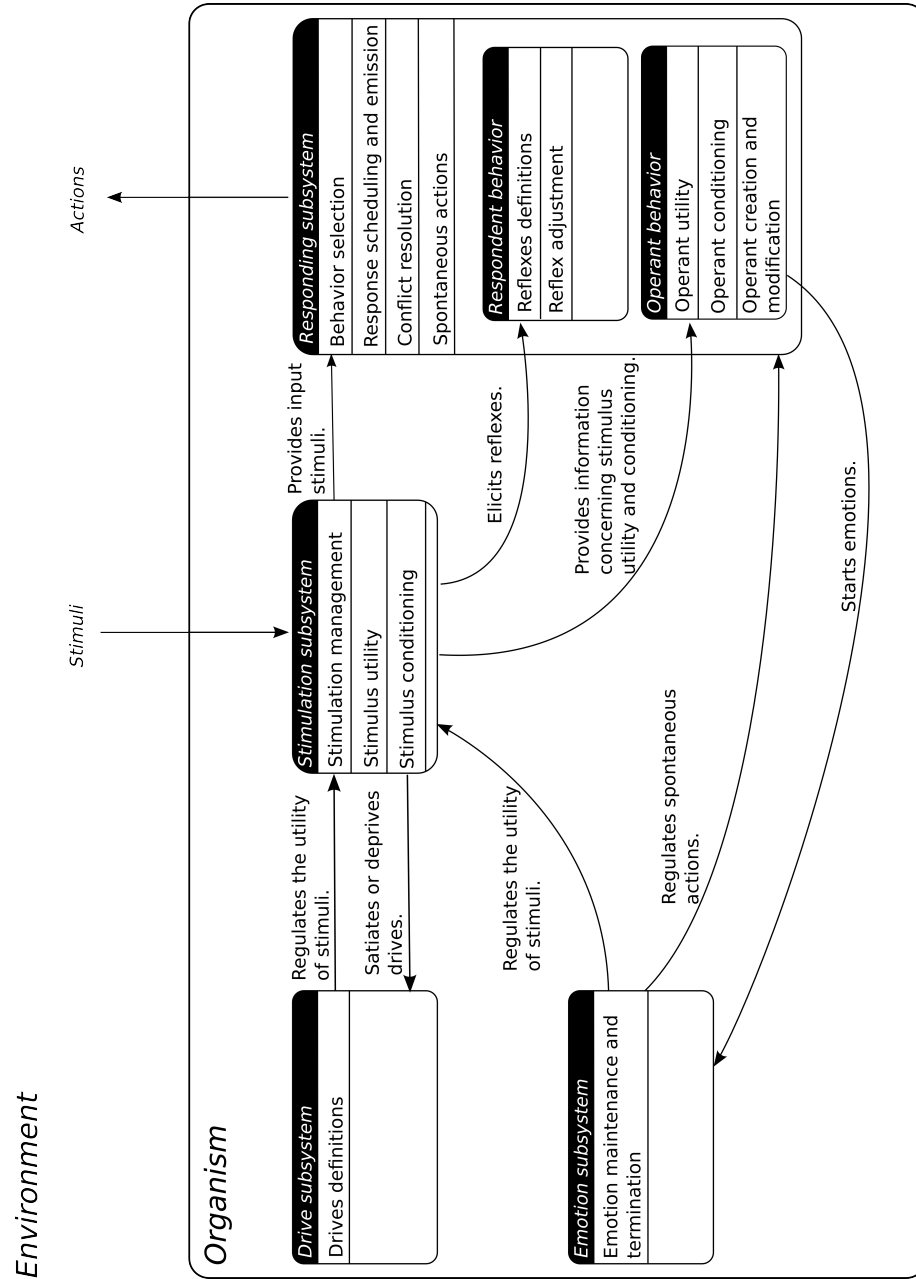 Environment
Stimuli
Actions
Organism
Drive subsystem
Drives definitions
Regulates the utility
of stimuli.
Satiates or deprives
drives.
Stimulation subsystem
Stimulation management
Stimulus utility
Stimulus conditioning
Provides input
stimuli.
Responding subsystem
Behavior selection
Response scheduling and emission
Conflict resolution
Spontaneous actions
Elicits reflexes.
Respondent behavior
Reflexes definitions
Reflex adjustment
Provides information
concerning stimulus
utility and conditioning.
Operant behavior
Operant utility
Operant conditioning
Operant creation and
modification
Emotion subsystem
Emotion maintenance and
termination
Regulates the utility
of stimuli.
Regulates spontaneous
actions.
Starts emotions.